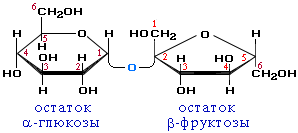 6
CH₂OH
1
H O H HOCH₂ O H
5
4 H 1 2 5
HO 3 2 O 3 4 6
HO H H HO CH₂OH
H OH OH H
остаток остаток
α-глюкозы β-фруктозы